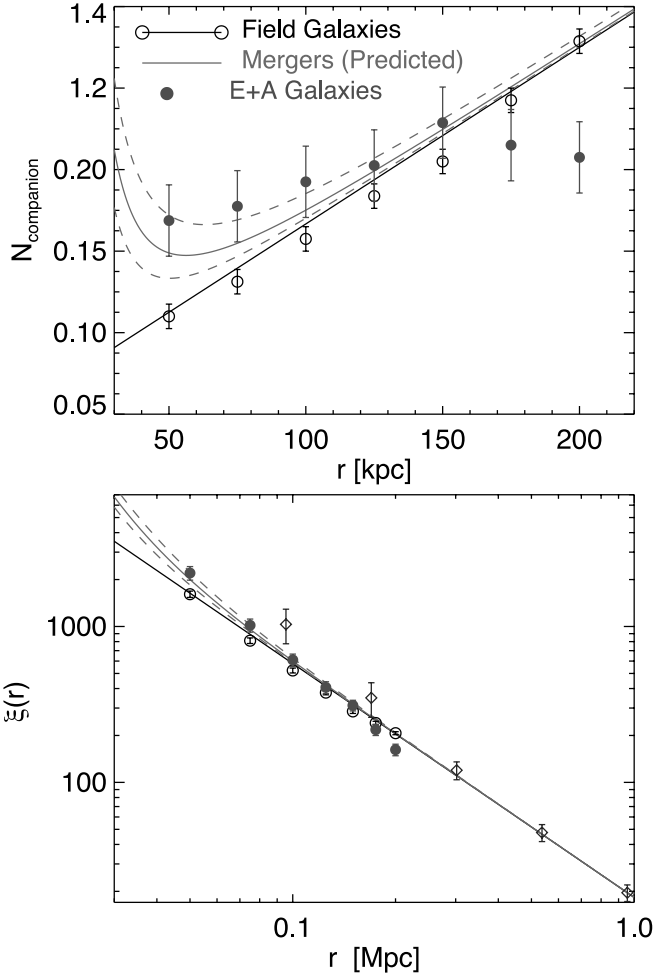 1.4
Field Galaxies
Mergers (Predicted)
E+A Galaxies
1.2
0.20
0.15
0.10
0.05
N_companion
50 100 150 200
r [kpc]
1000
100
ξ(r)
0.1 1.0
r [Mpc]